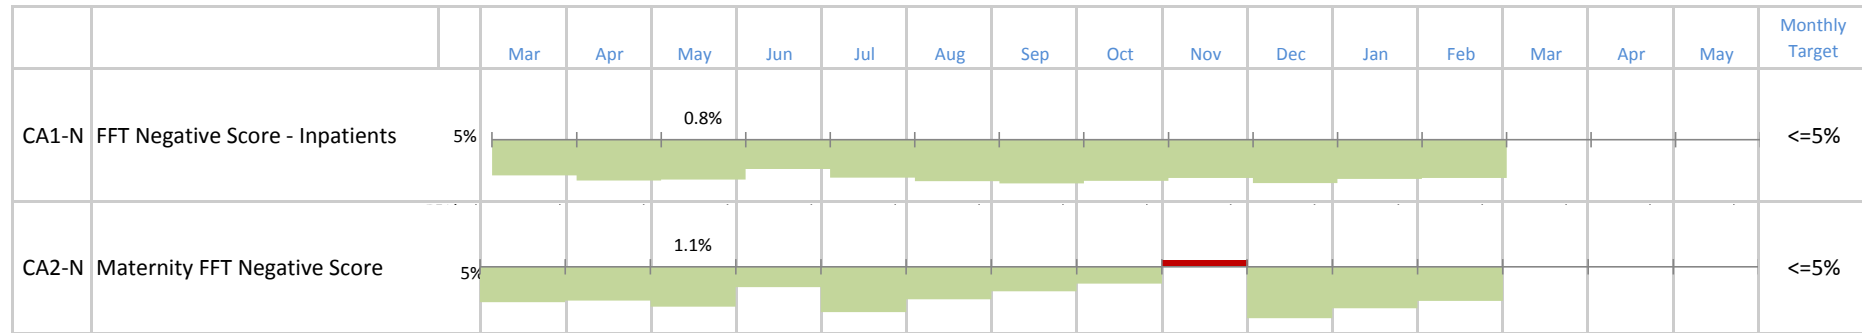 Mar Apr May Jun Jul Aug Sep Oct Nov Dec Jan Feb Mar Apr May Monthly Target
CA1-N FFT Negative Score - Inpatients 5% 0.8% <=5%
CA2-N Maternity FFT Negative Score 5% 1.1% <=5%